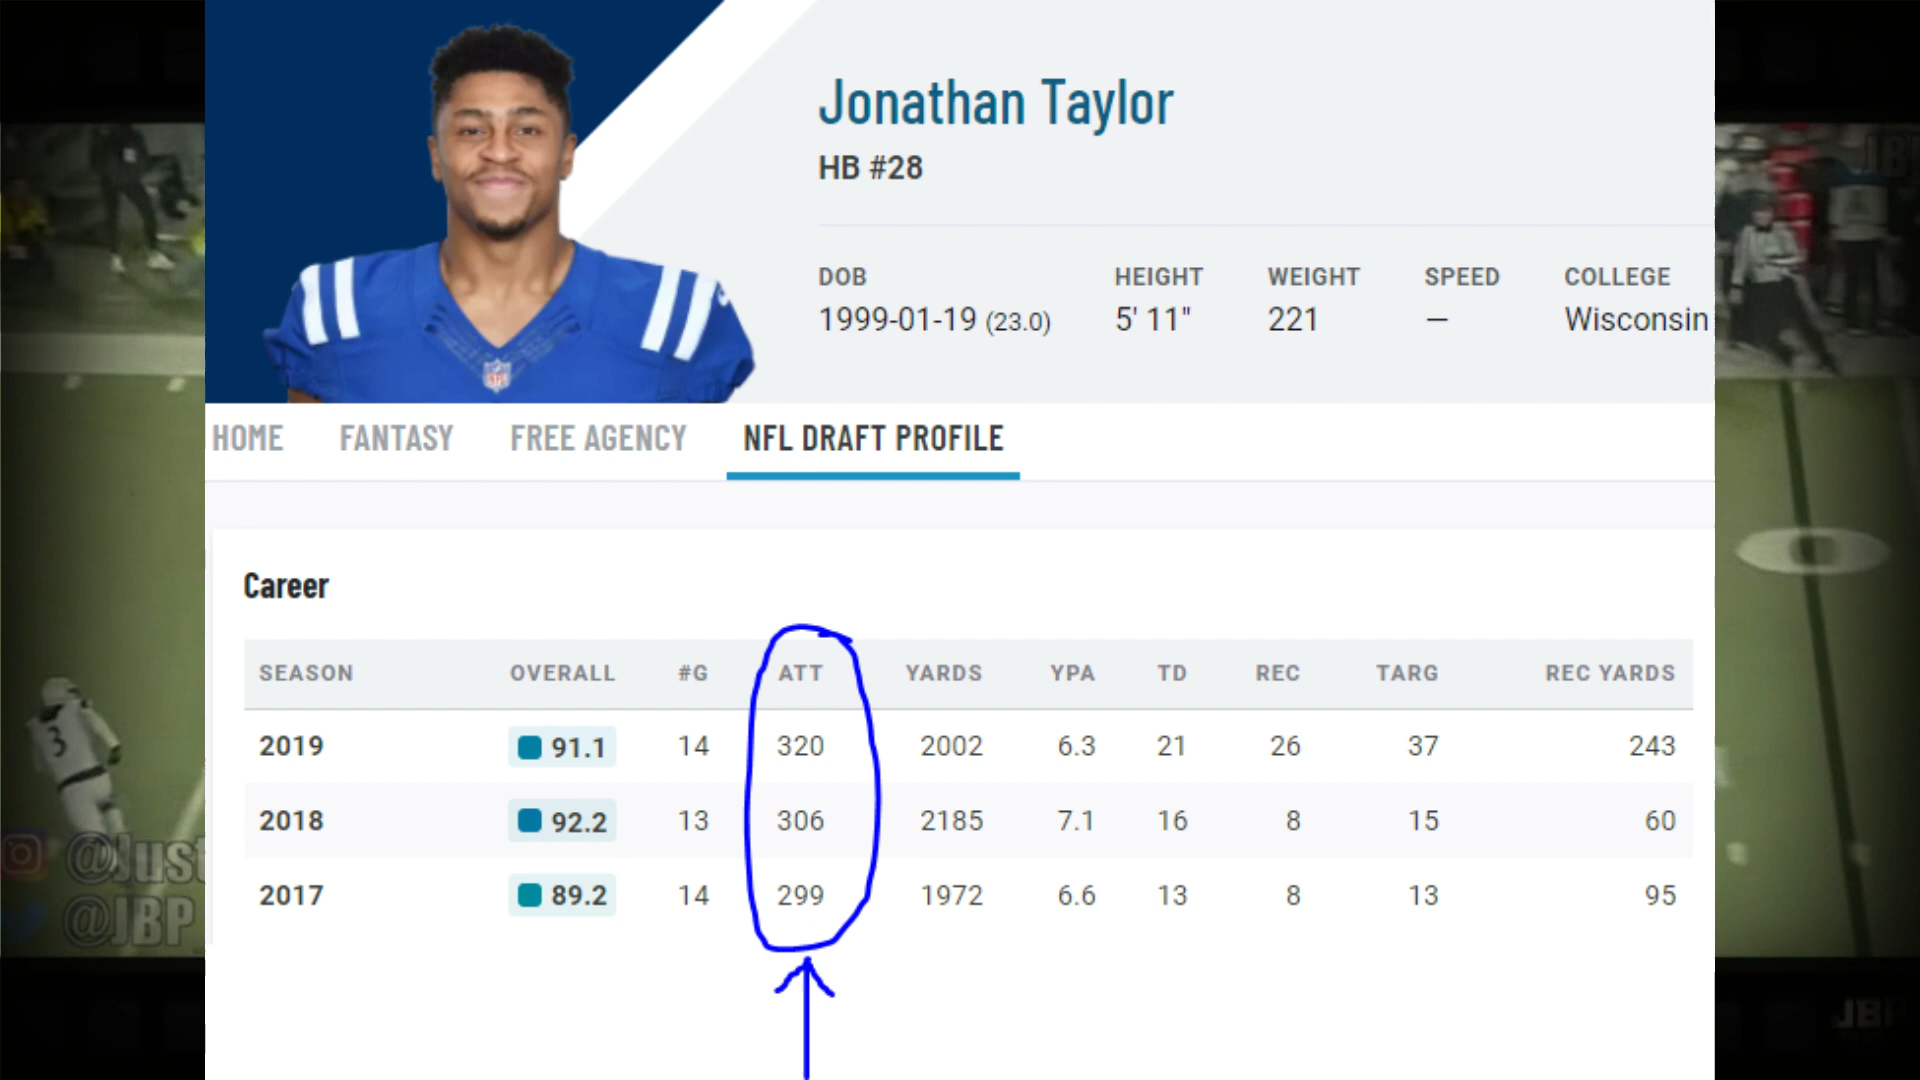 Jonathan Taylor
HB #28
DOB HEIGHT WEIGHT SPEED COLLEGE
1999-01-19 (23.0) 5' 11" 221 — Wisconsin
HOME FANTASY FREE AGENCY NFL DRAFT PROFILE
Career
SEASON OVERALL #G ATT YARDS YPA TD REC TARG REC YARDS
2019 91.1 14 320 2002 6.3 21 26 37 243
2018 92.2 13 306 2185 7.1 16 8 15 60
2017 89.2 14 299 1972 6.6 13 8 13 95
3
@Just
@JBP
NFL